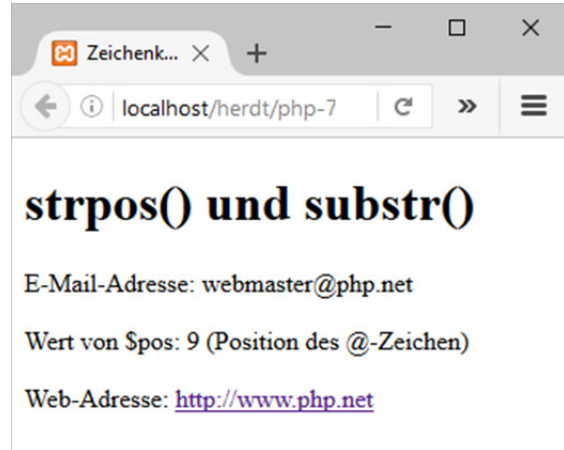 Zeichenk...
localhost/herdt/php-7
strpos() und substr()
E-Mail-Adresse: webmaster@php.net
Wert von $pos: 9 (Position des @-Zeichen)
Web-Adresse: http://www.php.net